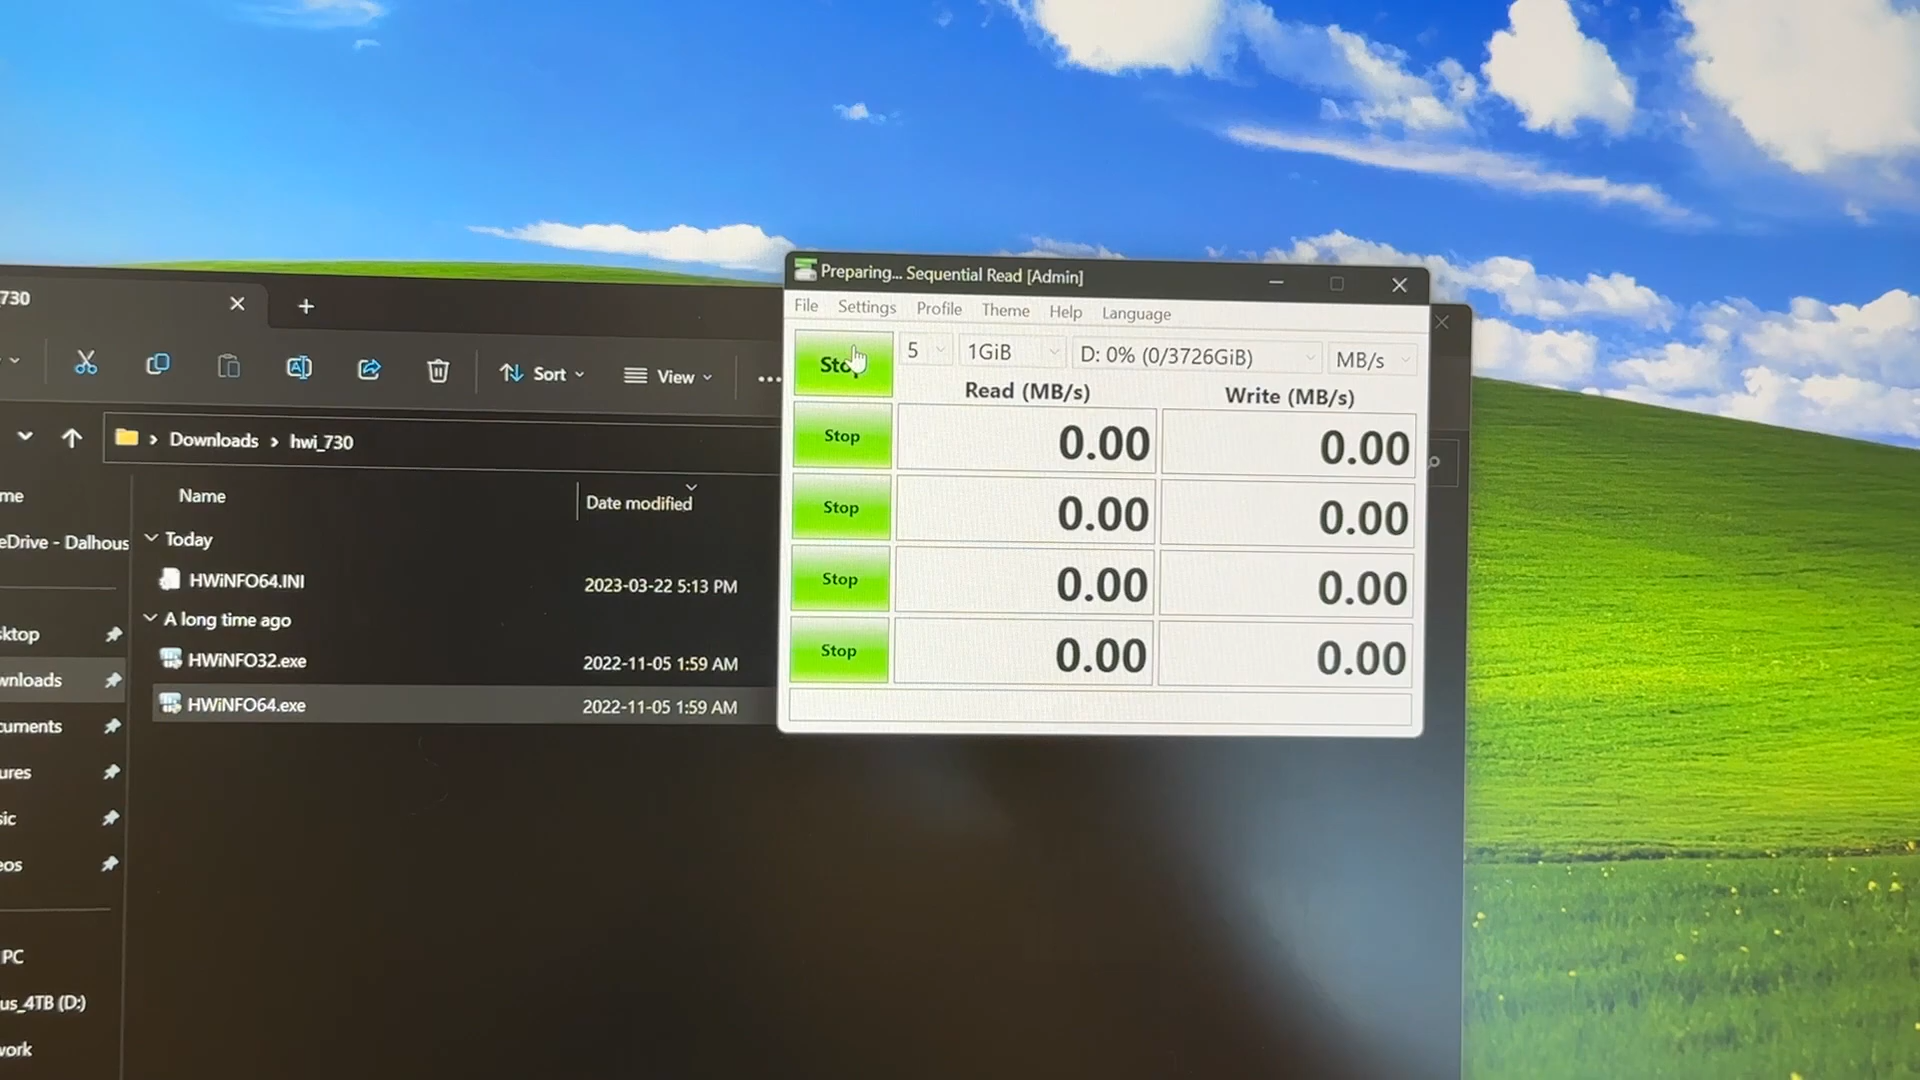 730
Preparing... Sequential Read [Admin]
File Settings Profile Theme Help Language
Stop 5 1GiB D: 0% (0/3726GiB) MB/s
Read (MB/s) Write (MB/s)
Stop 0.00 0.00
Stop 0.00 0.00
Stop 0.00 0.00
Stop 0.00 0.00
Sort View
Downloads > hwi_730
Name Date modified
Today
HWiNFO64.INI 2023-03-22 5:13 PM
A long time ago
HWiNFO32.exe 2022-11-05 1:59 AM
HWiNFO64.exe 2022-11-05 1:59 AM
me
eDrive - Dalhous
sktop
wnloads
cuments
ures
sic
eos
PC
us_4TB (D:)
work